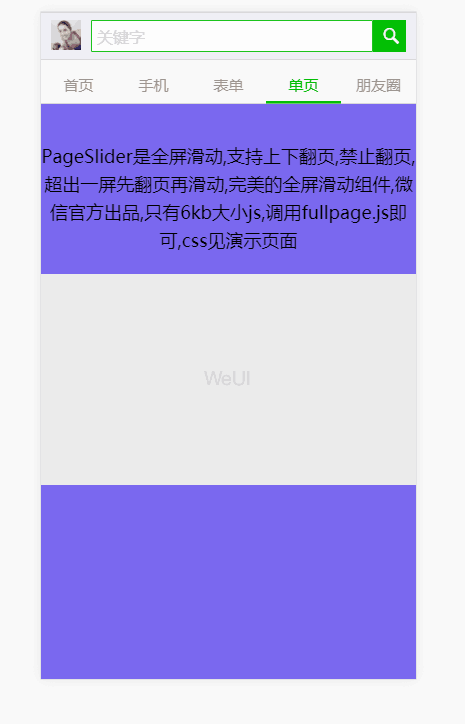 关键字
首页 手机 表单 单页 朋友圈
PageSlider是全屏滑动,支持上下翻页,禁止翻页,
超出一屏先翻页再滑动,完美的全屏滑动组件,微
信官方出品,只有6kb大小js,调用fullpage.js即
可,css见演示页面
WeUI